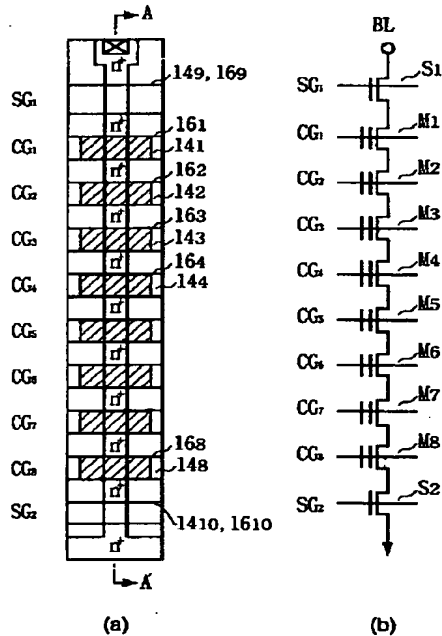 A
BL
n+
149, 169
SG1
S1
SG1
n+
161
CG1
141
CG1
M1
n+
162
CG2
142
CG2
M2
n+
163
CG3
143
CG3
M3
n+
164
CG4
144
CG4
M4
n+
CG5
CG5
M5
n+
CG6
CG6
M6
n+
CG7
CG7
M7
n+
168
CG8
148
CG8
M8
n+
SG2
S2
SG2
1410, 1610
n+
A'
(a)
(b)